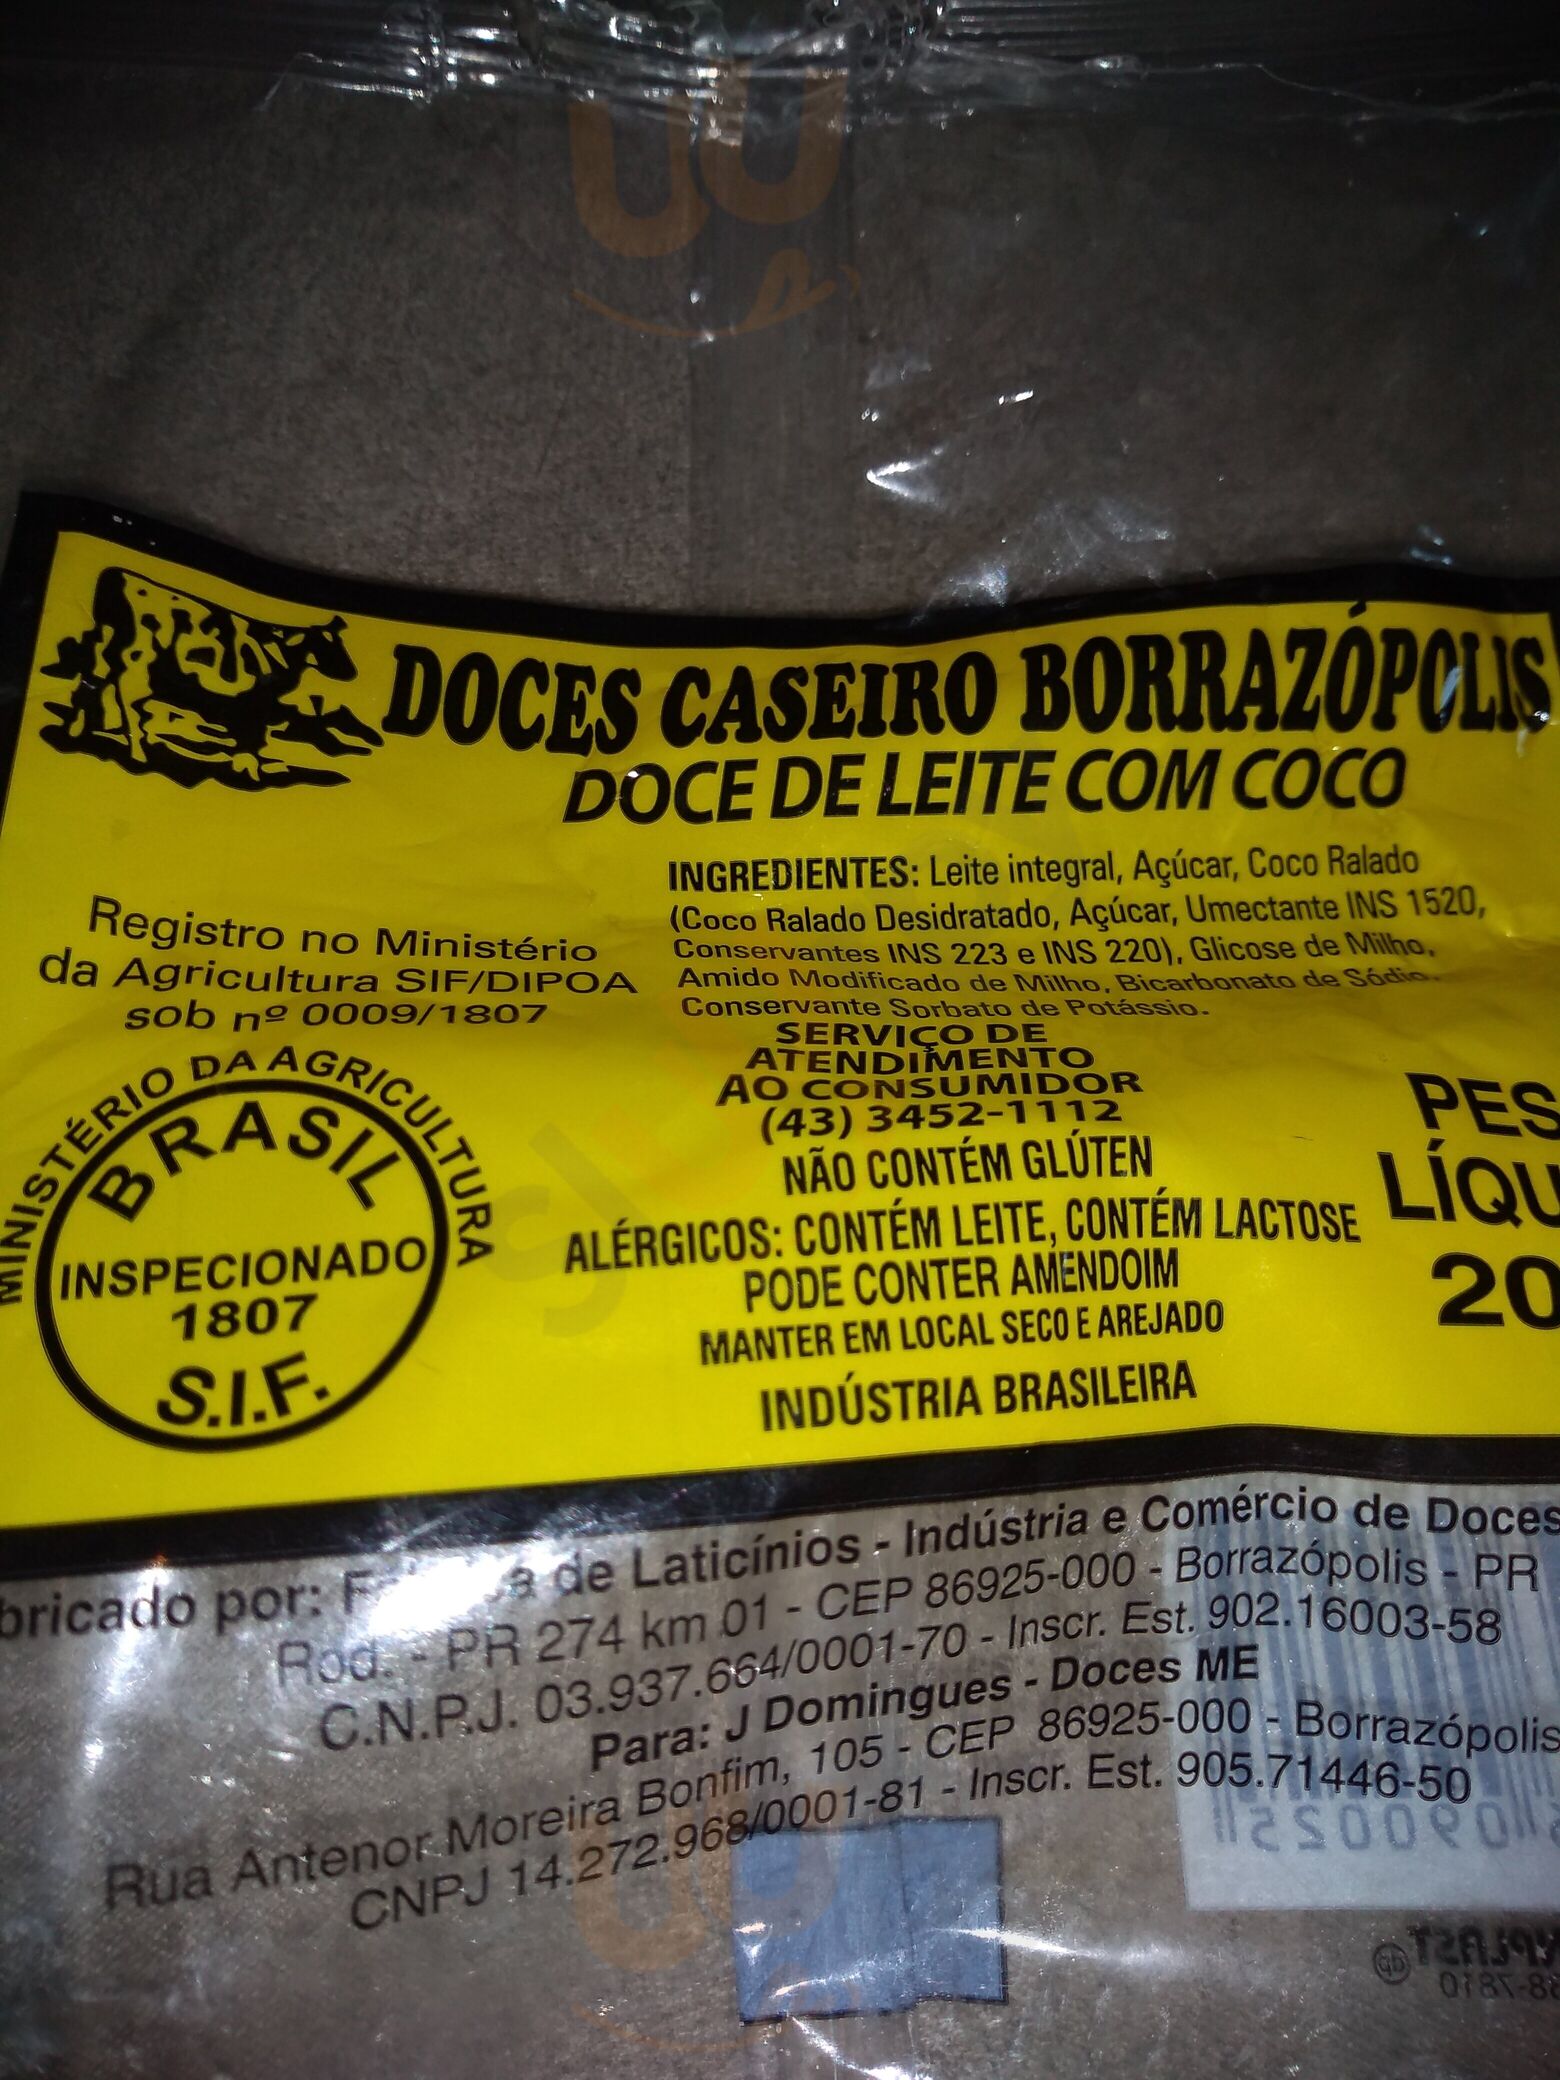 DOCES CASEIRO BORRAZÓPOLIS
DOCE DE LEITE COM COCO
INGREDIENTES: Leite integral, Açúcar, Coco Ralado
(Coco Ralado Desidratado, Açúcar, Umectante INS 1520,
Conservantes INS 223 e INS 220), Glicose de Milho,
Amido Modificado de Milho, Bicarbonato de Sódio,
Conservante Sorbato de Potássio.
Registro no Ministério
da Agricultura SIF/DIPOA
sob nº 0009/1807
MINISTÉRIO DA AGRICULTURA
BRASIL
INSPECIONADO
1807
S.I.F.
SERVIÇO DE
ATENDIMENTO
AO CONSUMIDOR
(43) 3452-1112
NÃO CONTÉM GLÚTEN
ALÉRGICOS: CONTÉM LEITE, CONTÉM LACTOSE
PODE CONTER AMENDOIM
MANTER EM LOCAL SECO E AREJADO
INDÚSTRIA BRASILEIRA
PES
LÍQU
20
bricado por: de Laticínios - Indústria e Comércio de Doces
Rod. - PR 274 km 01 - CEP 86925-000 - Borrazópolis - PR
C.N.P.J. 03.937.664/0001-70 - Inscr. Est. 902.16003-58
Para: J Domingues - Doces ME
Rua Antenor Moreira Bonfim, 105 - CEP 86925-000 - Borrazópolis
CNPJ 14.272.968/0001-81 - Inscr. Est. 905.71446-50